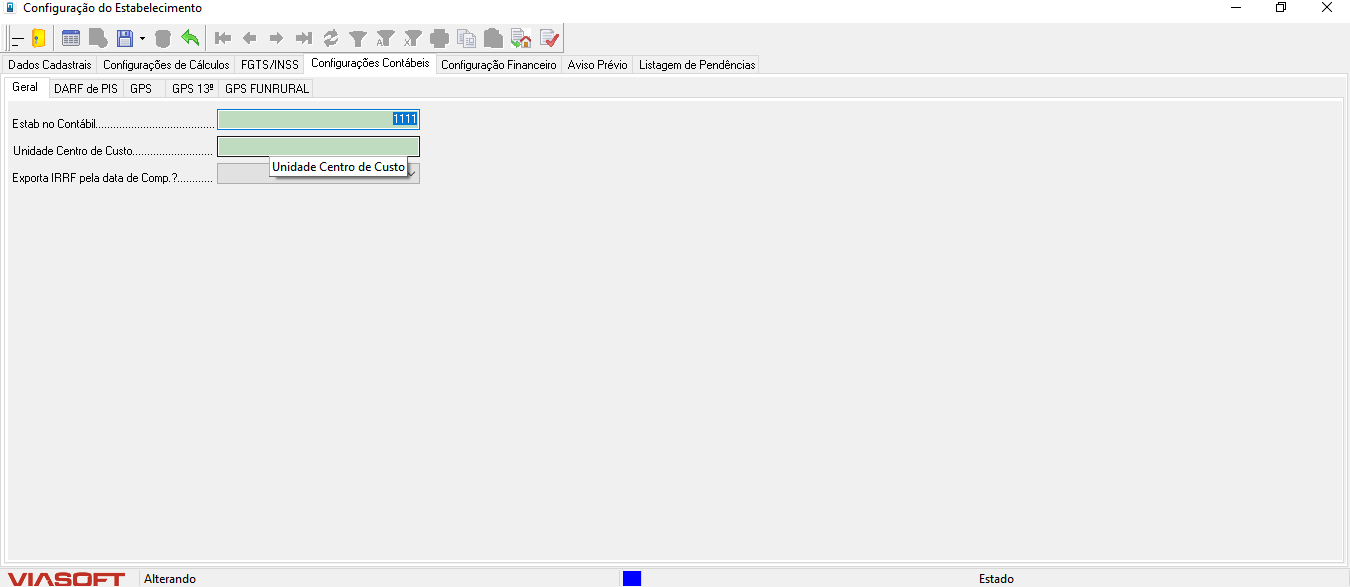 Configuração do Estabelecimento
Dados Cadastrais Configurações de Cálculos FGTS/INSS Configurações Contábeis Configuração Financeiro Aviso Prévio Listagem de Pendências
Geral DARF de PIS GPS GPS 13º GPS FUNRURAL
Estab no Contábil....................................... 1111
Unidade Centro de Custo..........................
Unidade Centro de Custo
Exporta IRRF pela data de Comp.?............
VIASOFT Alterando Estado